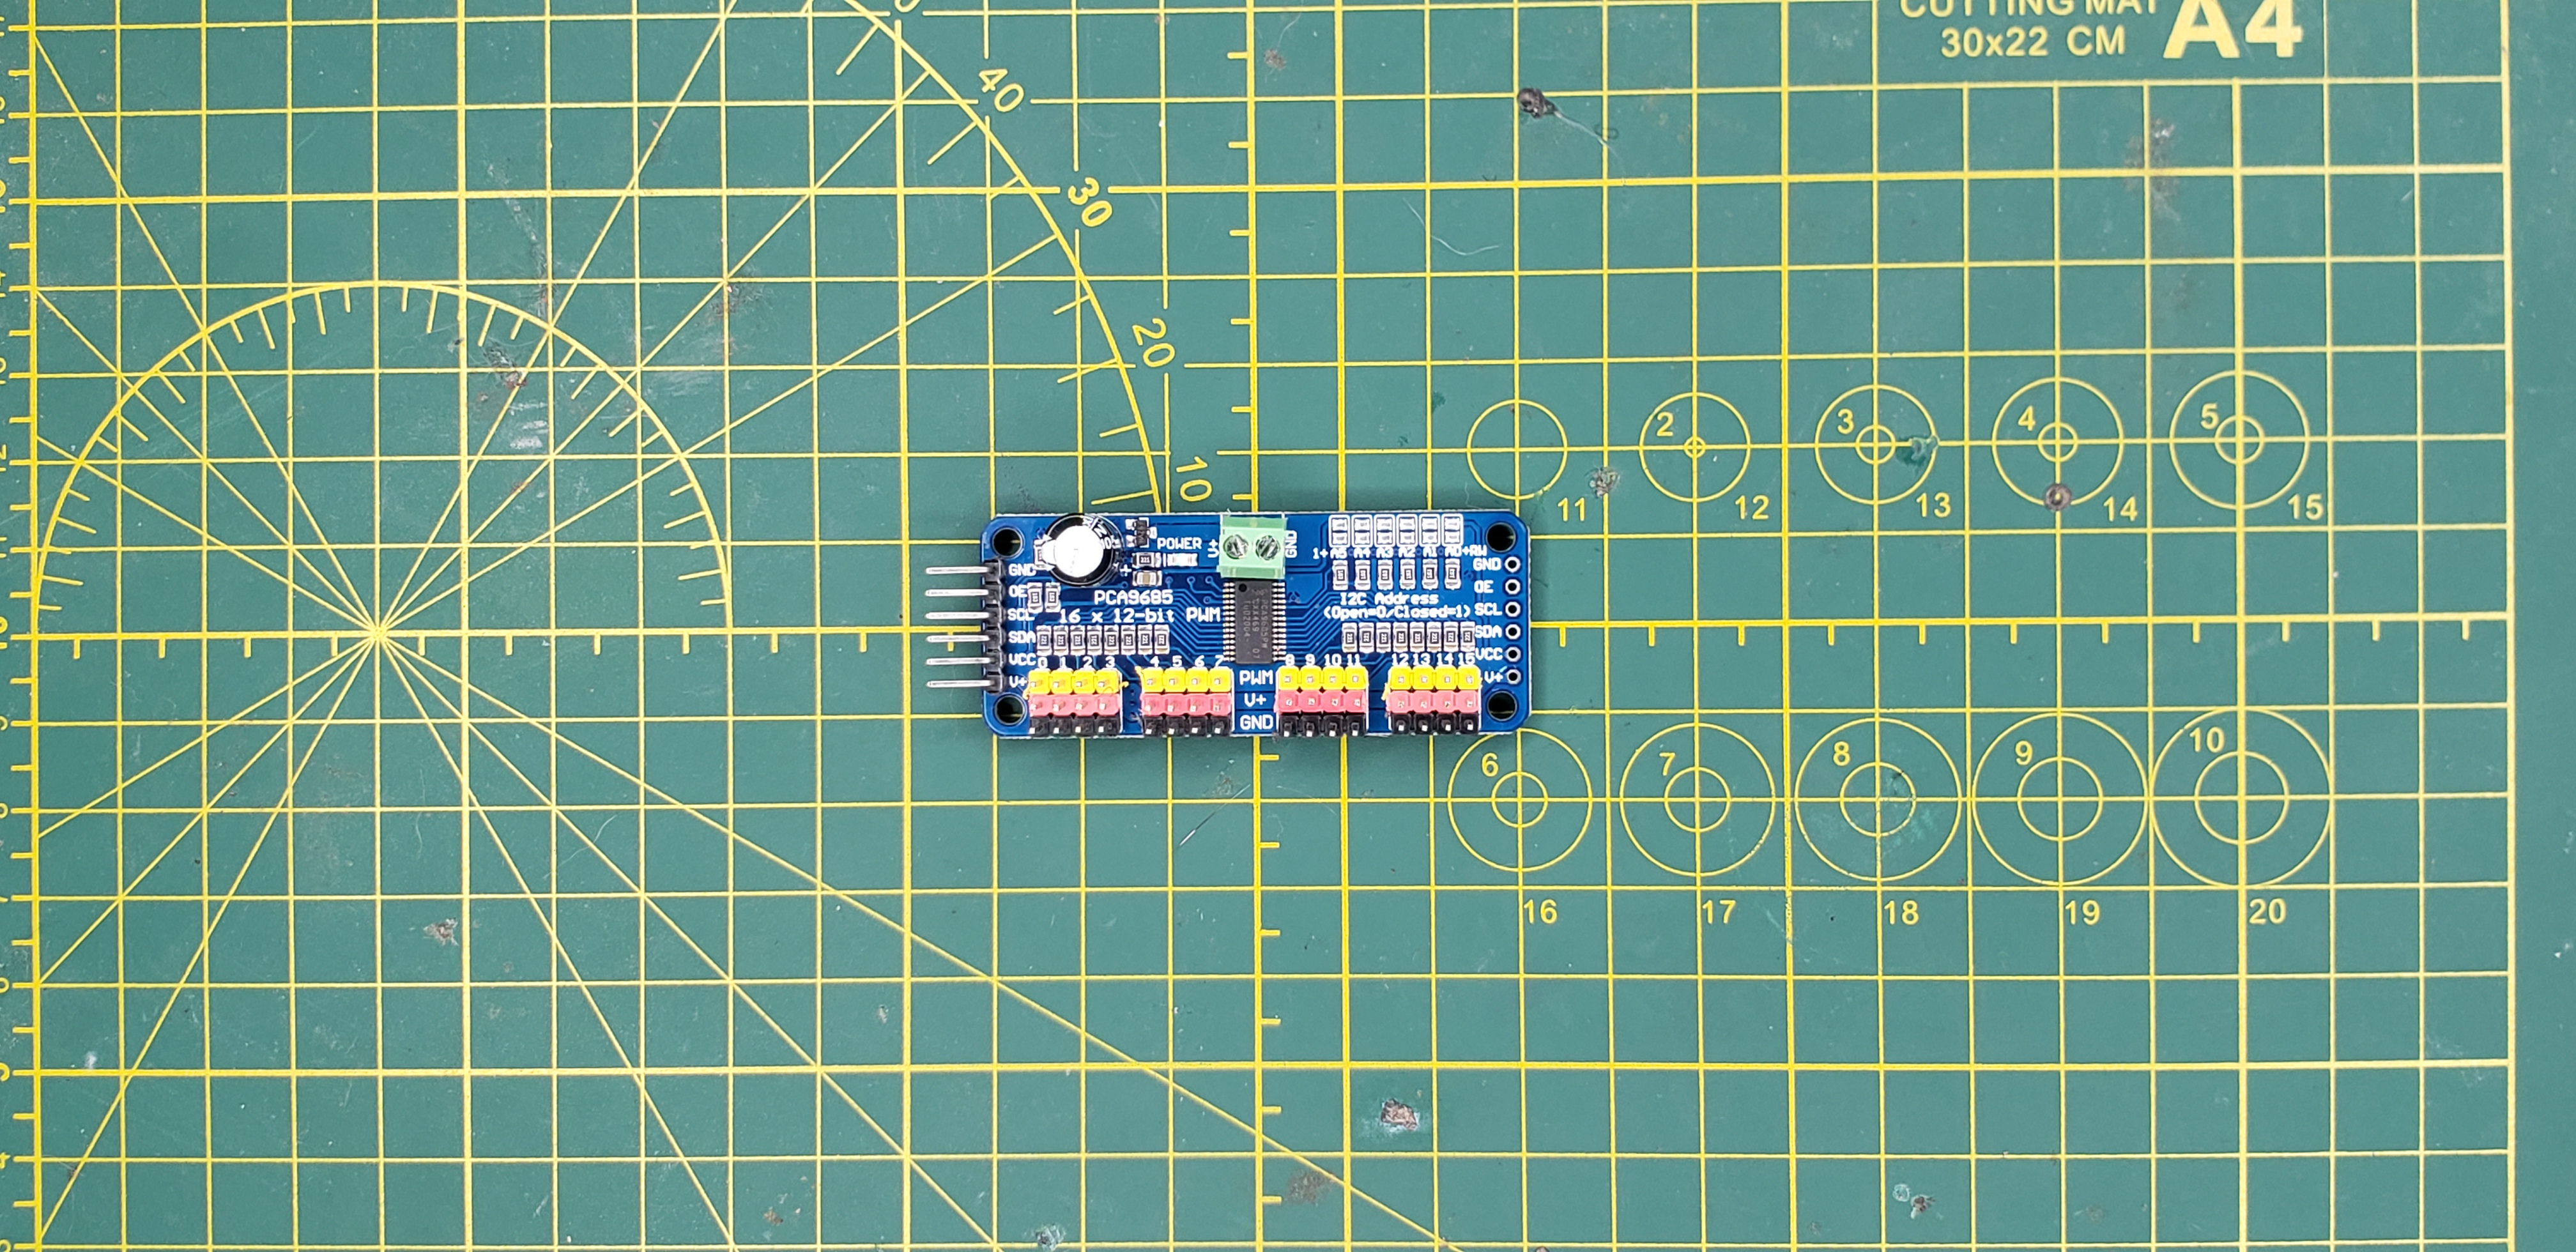 3 4 5 6 7 8 9 10 11 12 13 14
40
30
20
10
V+ VCC SDA SCL OE GND
0 1 2 3
16 x 12-bit PWM
PCA9685
4 5 6 7
POWER
V+
GND
GND
V+
PWM
8 9 10 11
I2C Address
(Open=0/Closed=1)
12 13 14 15
V+ VCC SDA SCL OE GND
6
16
11
7
17
2
12
8
18
3
13
9
19
4
14
10
20
5
15
CUTTING MAT
30x22 CM
A4